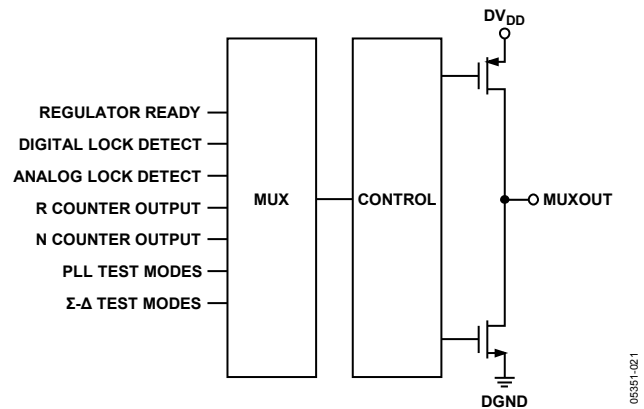 DVDD
REGULATOR READY
DIGITAL LOCK DETECT
ANALOG LOCK DETECT
R COUNTER OUTPUT
N COUNTER OUTPUT
PLL TEST MODES
Σ-Δ TEST MODES
MUX
CONTROL
MUXOUT
DGND
05351-021